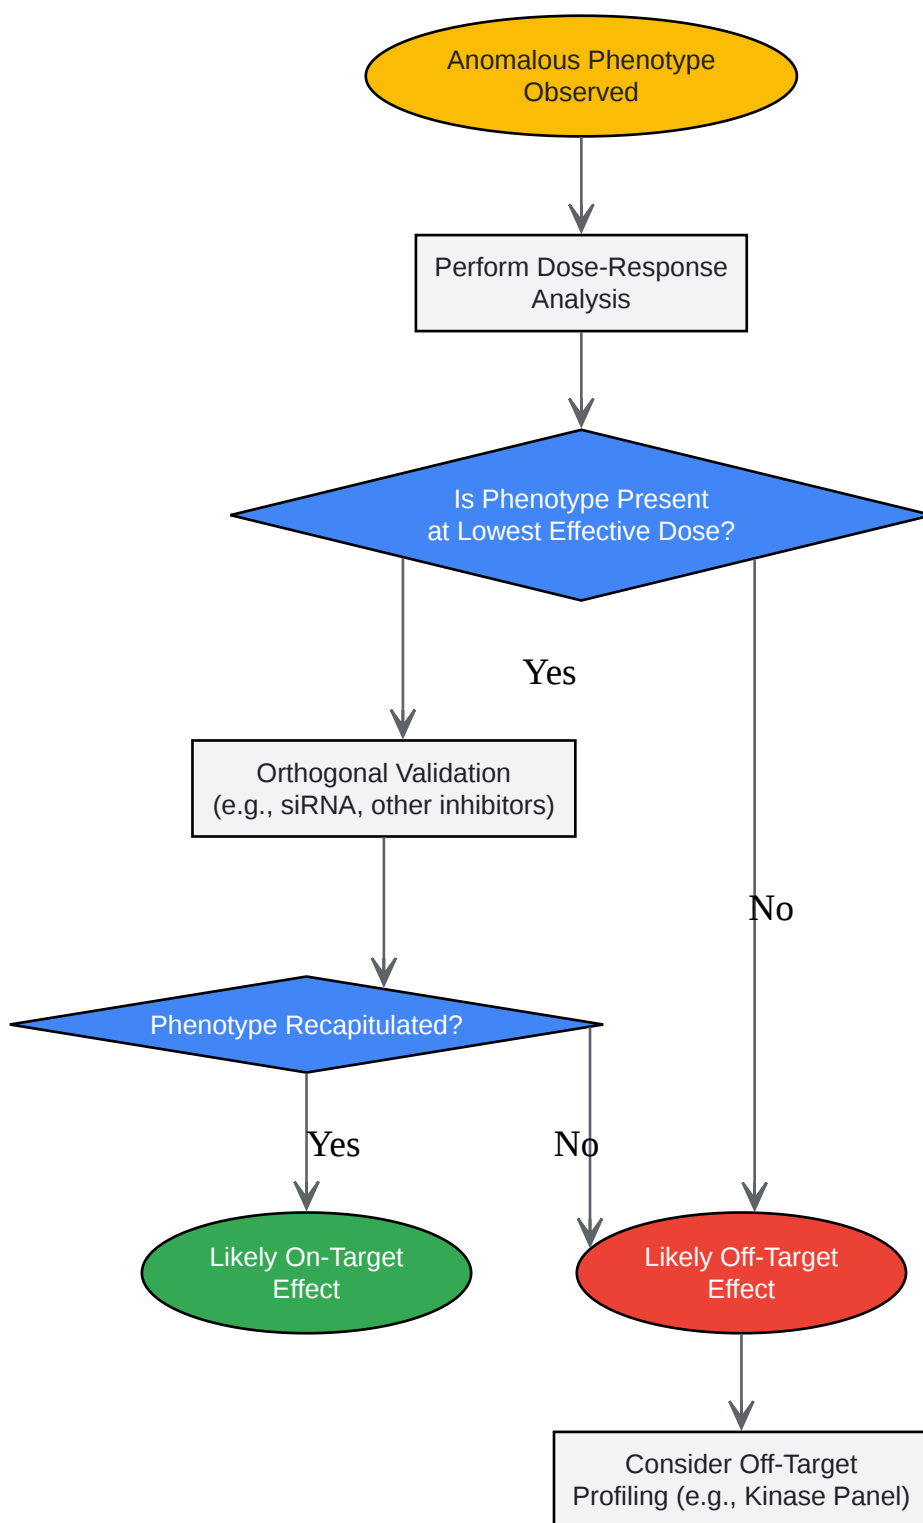 Anomalous Phenotype
Observed
Perform Dose-Response
Analysis
Is Phenotype Present
at Lowest Effective Dose?
Yes
Orthogonal Validation
(e.g., siRNA, other inhibitors)
No
Phenotype Recapitulated?
Yes
No
Likely On-Target
Effect
Likely Off-Target
Effect
Consider Off-Target
Profiling (e.g., Kinase Panel)